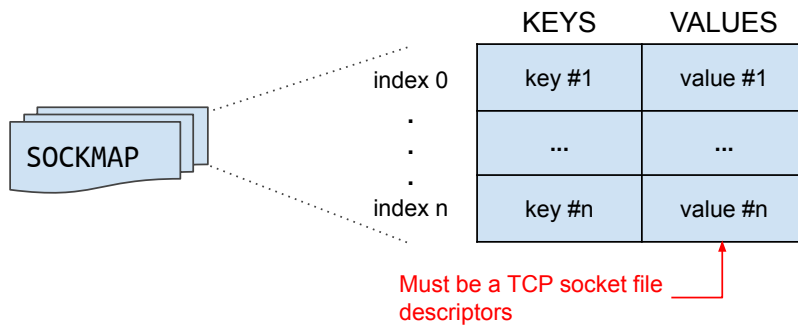 KEYS VALUES
index 0 key #1 value #1
SOCKMAP
.
.
.
... ...
index n key #n value #n
Must be a TCP socket file
descriptors